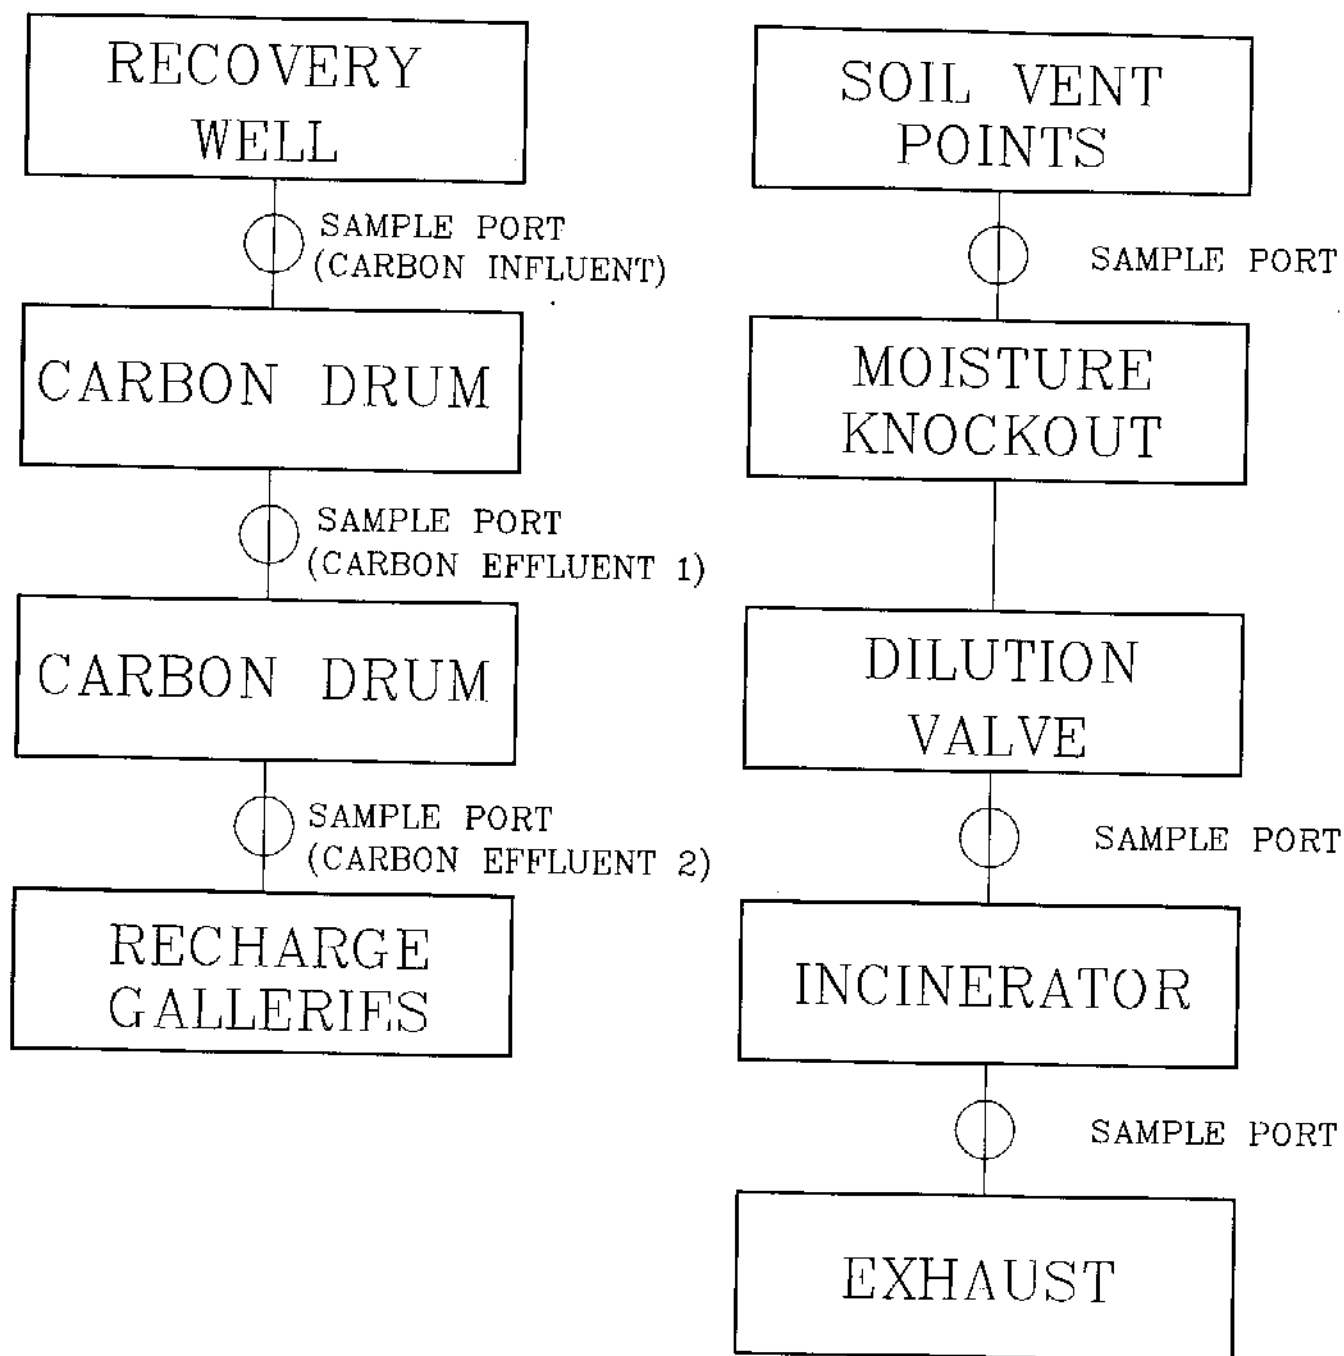 RECOVERY
WELL
SAMPLE PORT
(CARBON INFLUENT)
CARBON DRUM
SAMPLE PORT
(CARBON EFFLUENT 1)
CARBON DRUM
SAMPLE PORT
(CARBON EFFLUENT 2)
RECHARGE
GALLERIES
SOIL VENT
POINTS
SAMPLE PORT
MOISTURE
KNOCKOUT
DILUTION
VALVE
SAMPLE PORT
INCINERATOR
SAMPLE PORT
EXHAUST